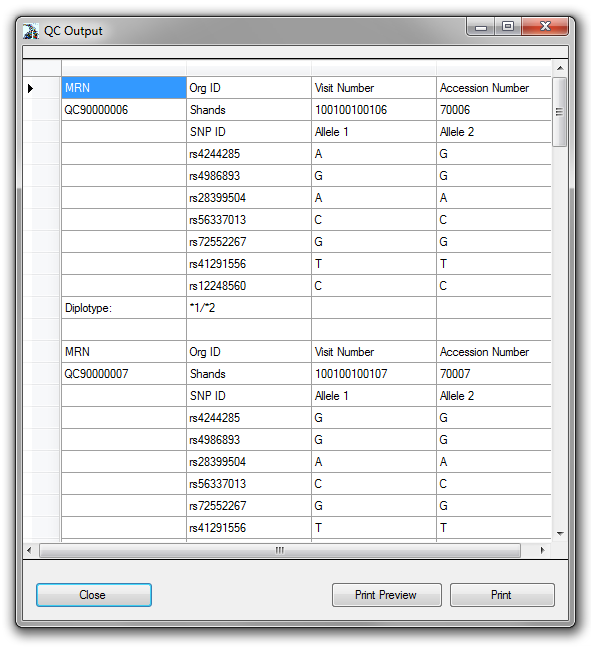 QC Output
MRN Org ID Visit Number Accession Number
QC90000006 Shands 100100100106 70006
SNP ID Allele 1 Allele 2
rs4244285 A G
rs4986893 G G
rs28399504 A A
rs56337013 C C
rs72552267 G G
rs41291556 T T
rs12248560 C C
Diplotype: *1/*2
MRN Org ID Visit Number Accession Number
QC90000007 Shands 100100100107 70007
SNP ID Allele 1 Allele 2
rs4244285 G G
rs4986893 G G
rs28399504 A A
rs56337013 C C
rs72552267 G G
rs41291556 T T
Close Print Preview Print